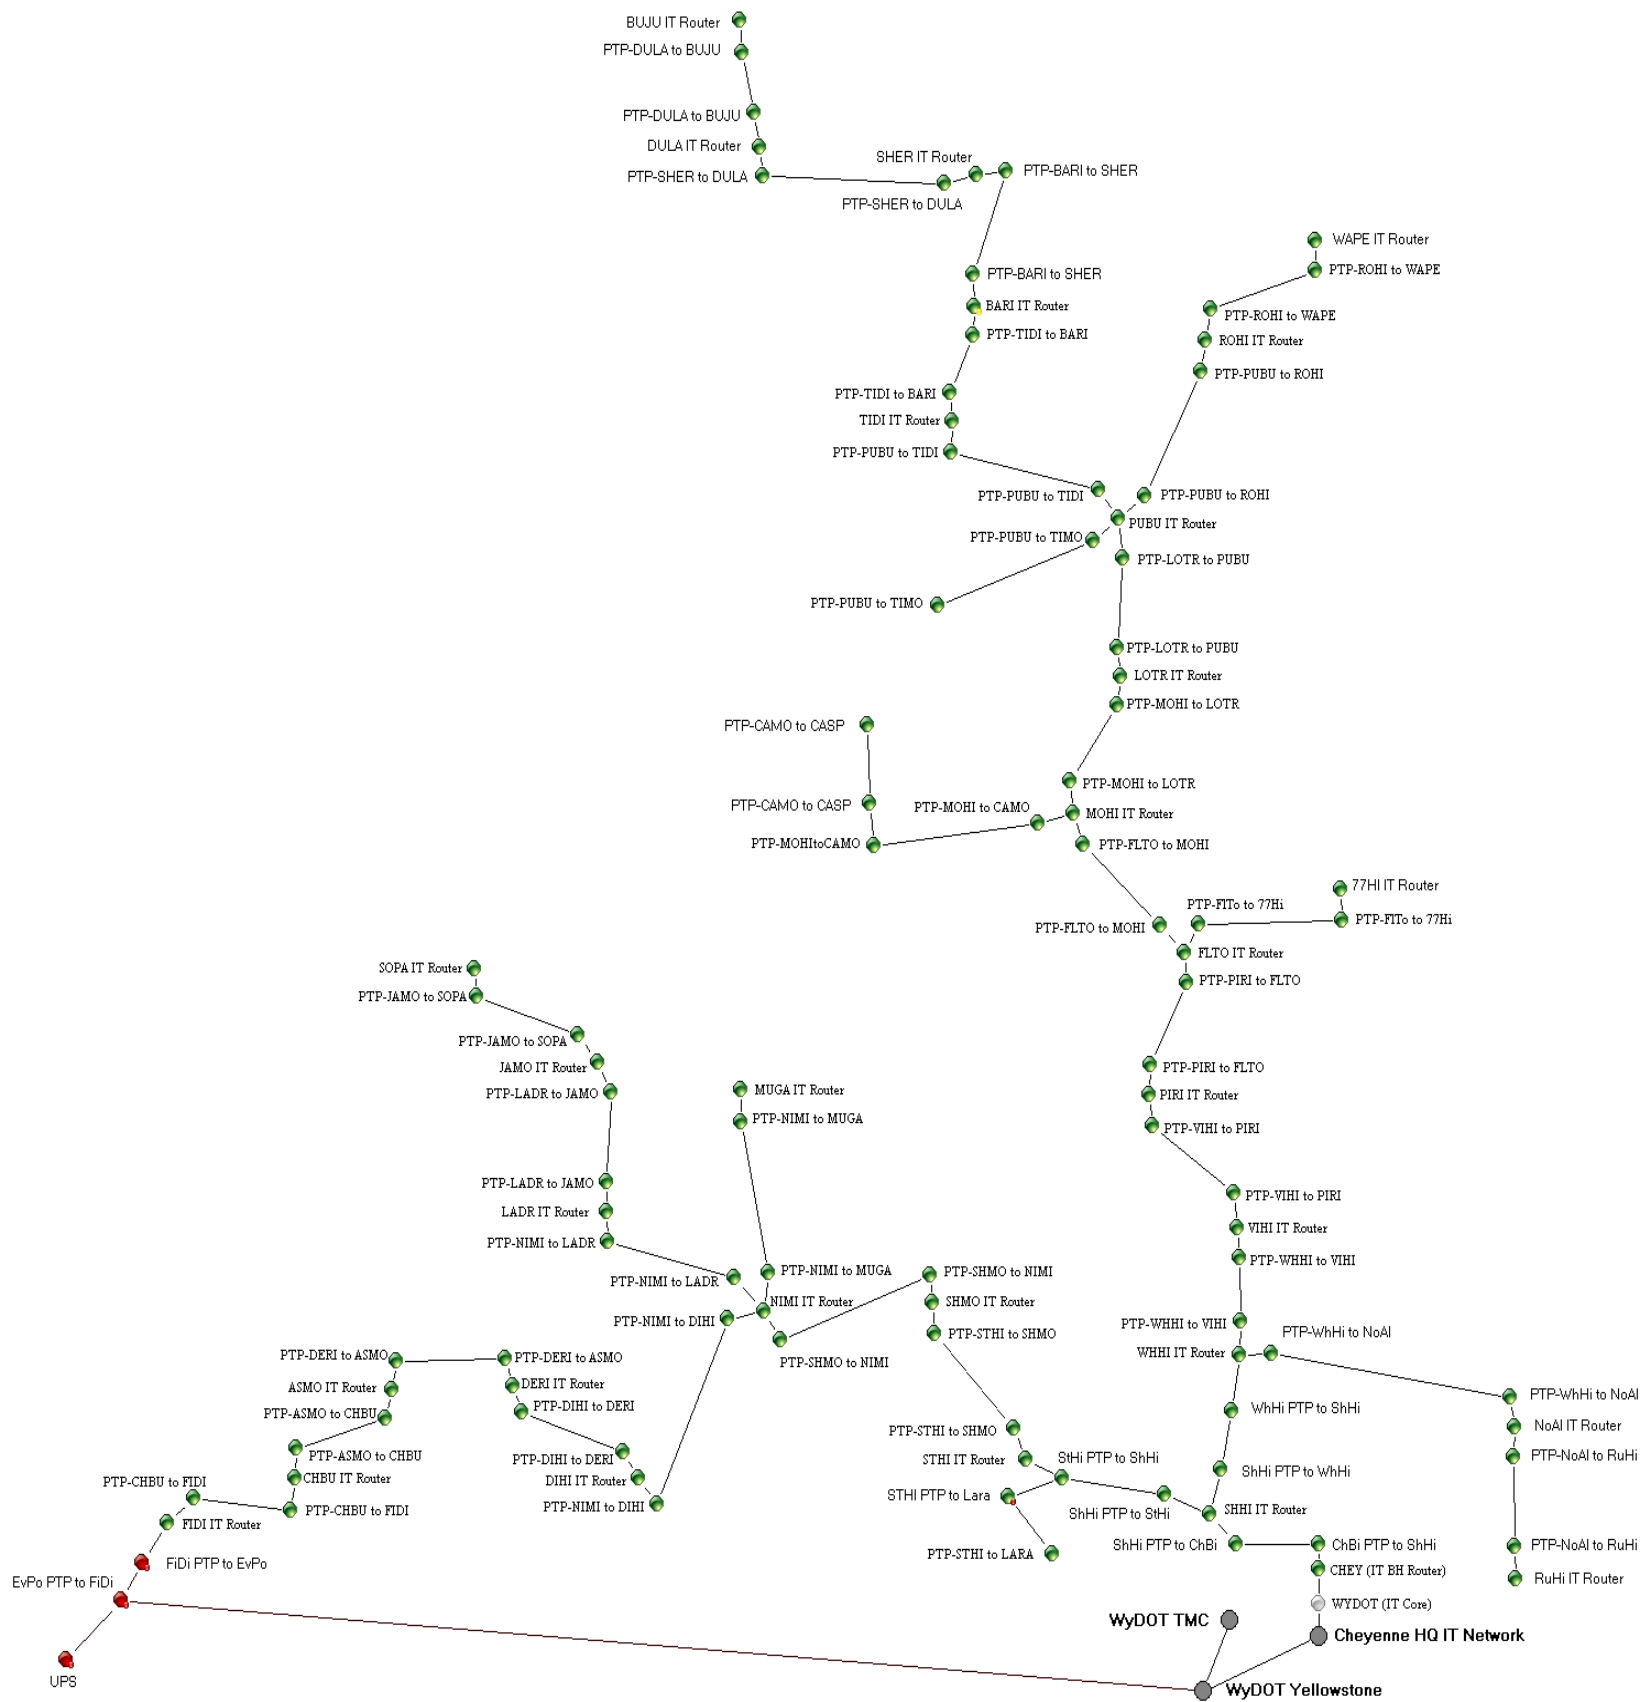 BUJU IT Router
PTP-DULA to BUJU
PTP-DULA to BUJU
DULA IT Router
SHER IT Router
PTP-BARI to SHER
PTP-SHER to DULA
PTP-SHER to DULA
WAPE IT Router
PTP-ROHI to WAPE
PTP-BARI to SHER
BARI IT Router
PTP-ROHI to WAPE
PTP-TIDI to BARI
ROHI IT Router
PTP-PUBU to ROHI
PTP-TIDI to BARI
TIDI IT Router
PTP-PUBU to TIDI
PTP-PUBU to TIDI
PTP-PUBU to ROHI
PUBU IT Router
PTP-PUBU to TIMO
PTP-LOTR to PUBU
PTP-PUBU to TIMO
PTP-LOTR to PUBU
LOTR IT Router
PTP-MOHI to LOTR
PTP-CAMO to CASP
PTP-MOHI to LOTR
PTP-CAMO to CASP
PTP-MOHI to CAMO
MOHI IT Router
PTP-MOHItoCAMO
PTP-FLTO to MOHI
77HI IT Router
PTP-FlTo to 77Hi
PTP-FlTo to 77Hi
PTP-FLTO to MOHI
FLTO IT Router
SOPA IT Router
PTP-PIRI to FLTO
PTP-JAMO to SOPA
PTP-JAMO to SOPA
JAMO IT Router
PTP-PIRI to FLTO
PTP-LADR to JAMO
MUGA IT Router
PIRI IT Router
PTP-NIMI to MUGA
PTP-VIHI to PIRI
PTP-LADR to JAMO
PTP-VIHI to PIRI
LADR IT Router
VIHI IT Router
PTP-NIMI to LADR
PTP-WHHI to VIHI
PTP-NIMI to LADR
PTP-NIMI to MUGA
PTP-SHMO to NIMI
NIMI IT Router
SHMO IT Router
PTP-NIMI to DIHI
PTP-WHHI to VIHI
PTP-STHI to SHMO
PTP-WhHi to NoAl
PTP-DERI to ASMO
PTP-DERI to ASMO
PTP-SHMO to NIMI
WHHI IT Router
ASMO IT Router
DERI IT Router
PTP-WhHi to NoAl
PTP-ASMO to CHBU
PTP-DIHI to DERI
WhHi PTP to ShHi
NoAl IT Router
PTP-STHI to SHMO
PTP-ASMO to CHBU
PTP-DIHI to DERI
STHI IT Router
StHi PTP to ShHi
PTP-NoAl to RuHi
PTP-CHBU to FIDI
CHBU IT Router
DIHI IT Router
ShHi PTP to WhHi
STHI PTP to Lara
PTP-CHBU to FIDI
PTP-NIMI to DIHI
ShHi PTP to StHi
SHHI IT Router
FIDI IT Router
ShHi PTP to ChBi
ChBi PTP to ShHi
PTP-NoAl to RuHi
PTP-STHI to LARA
FiDi PTP to EvPo
CHEY (IT BH Router)
EvPo PTP to FiDi
RuHi IT Router
WYDOT (IT Core)
WyDOT TMC
Cheyenne HQ IT Network
UPS
WyDOT Yellowstone